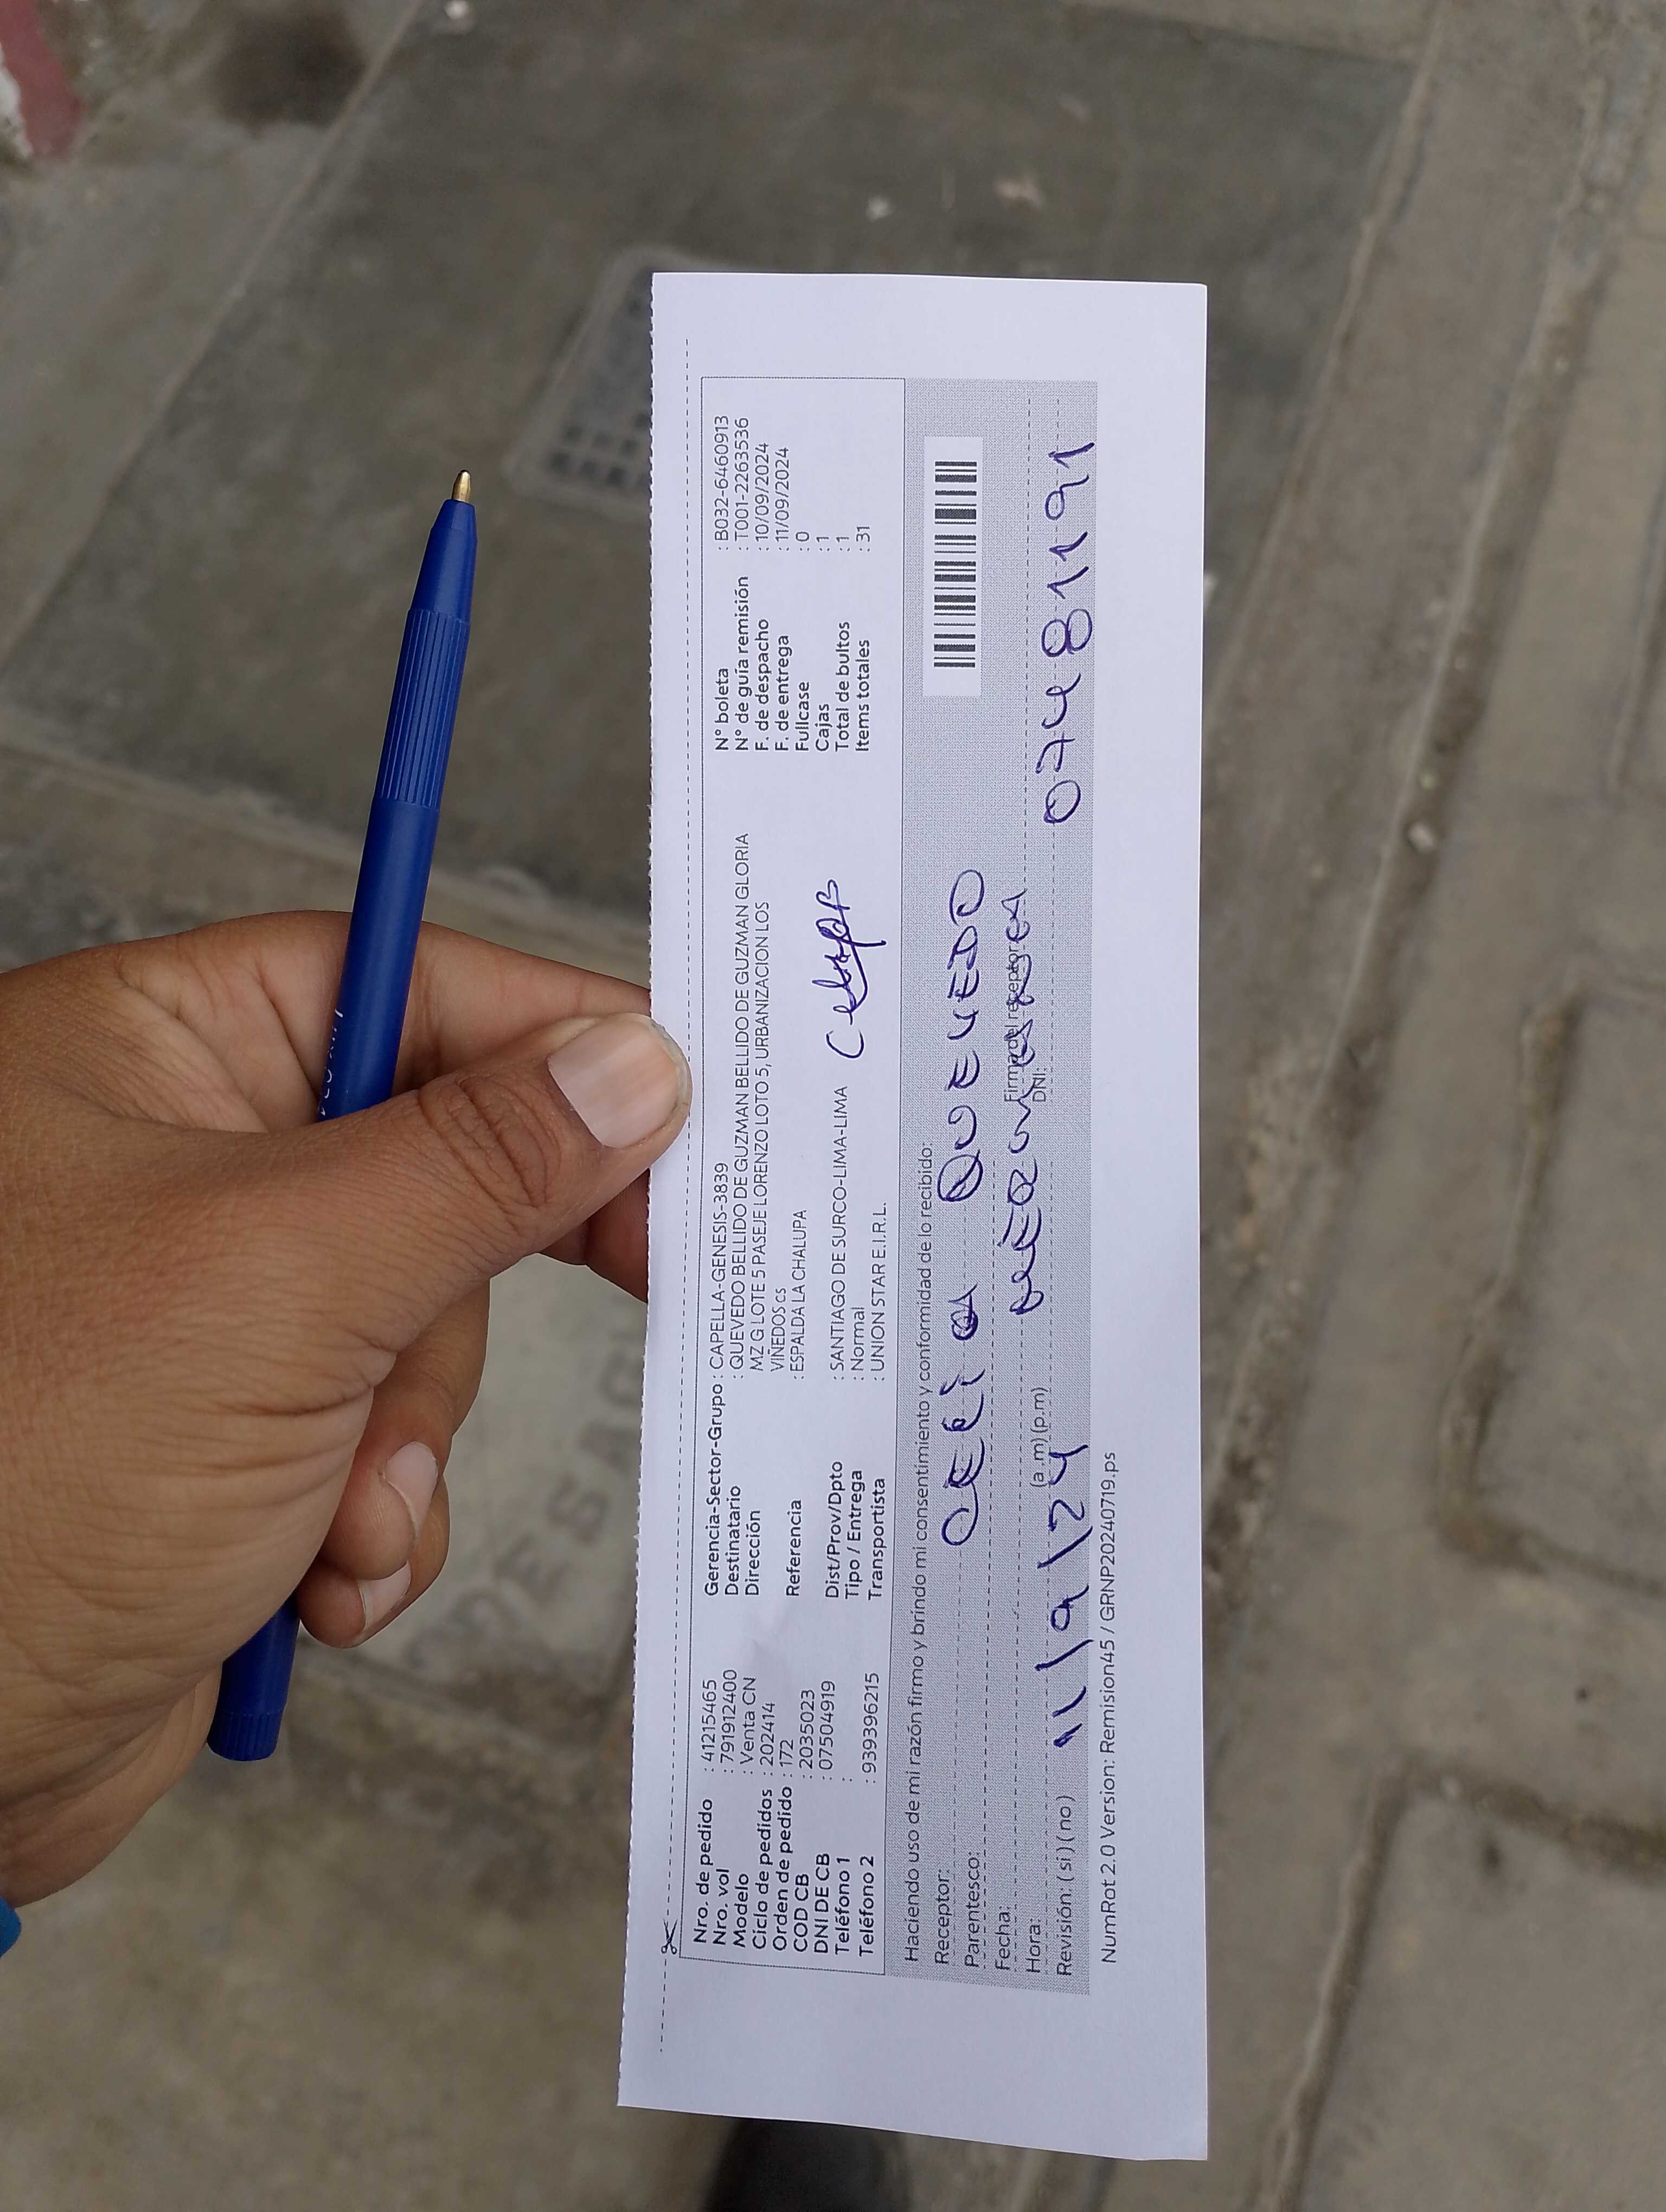 Nro. de pedido : 41215465
Nro. vol : 791912400
Modelo : Venta CN
Ciclo de pedidos : 202414
Orden de pedido : 172
COD CB : 2035023
DNI DE CB : 07504919
Teléfono 1 :
Teléfono 2 : 939396215
Gerencia-Sector-Grupo : CAPELLA-GENESIS-3839
Destinatario : QUEVEDO BELLIDO DE GUZMAN BELLIDO DE GUZMAN GLORIA
Dirección MZ G LOTE 5 PASEJE LORENZO LOTO 5, URBANIZACION LOS
VIÑEDOS cs
Referencia : ESPALDA LA CHALUPA
Dist/Prov/Dpto : SANTIAGO DE SURCO-LIMA-LIMA
Tipo / Entrega : Normal
Transportista : UNION STAR E.I.R.L.
N° boleta : B032-6460913
N° de guía remisión : T001-2263536
F. de despacho : 10/09/2024
F. de entrega : 11/09/2024
Fullcase : 0
Cajas : 1
Total de bultos : 1
Items totales : 31
Haciendo uso de mi razón firmo y brindo mi consentimiento y conformidad de lo recibido:
Receptor: CELIA QUEVEDO
Parentesco:
Fecha:
Firma del receptor
Hora: (a.m) (p.m)
DNI: 07481191
Revisión: ( si ) ( no ) 11/9/24
NumRot 2.0 Version: Remision45 / GRNP20240719.ps